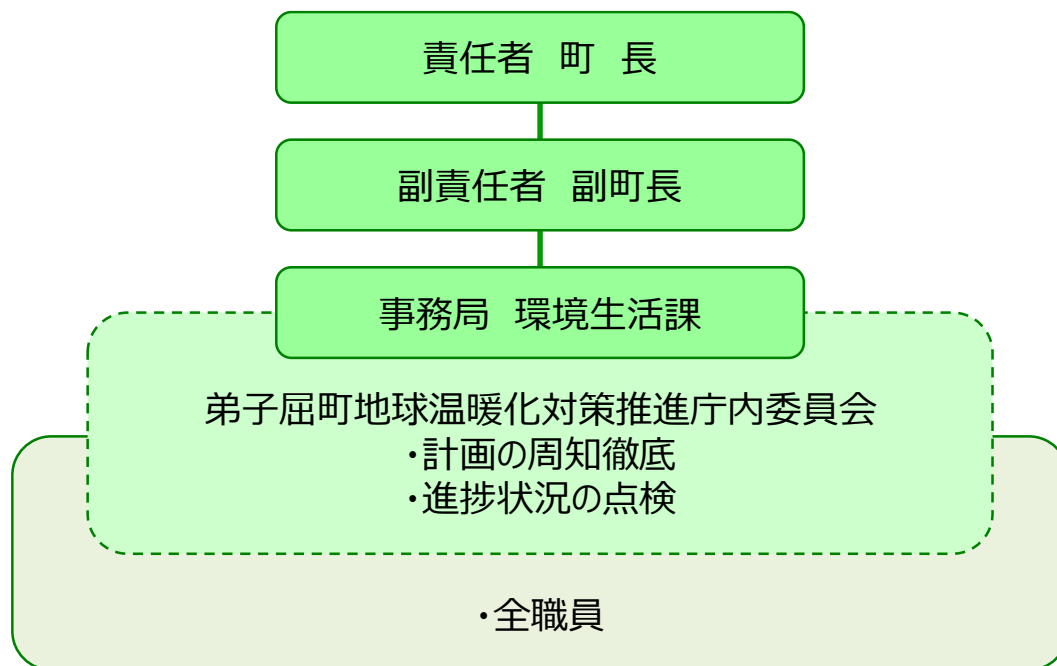 責任者　町　長
副責任者　副町長
事務局　環境生活課
弟子屈町地球温暖化対策推進庁内委員会
・計画の周知徹底
・進捗状況の点検
・全職員